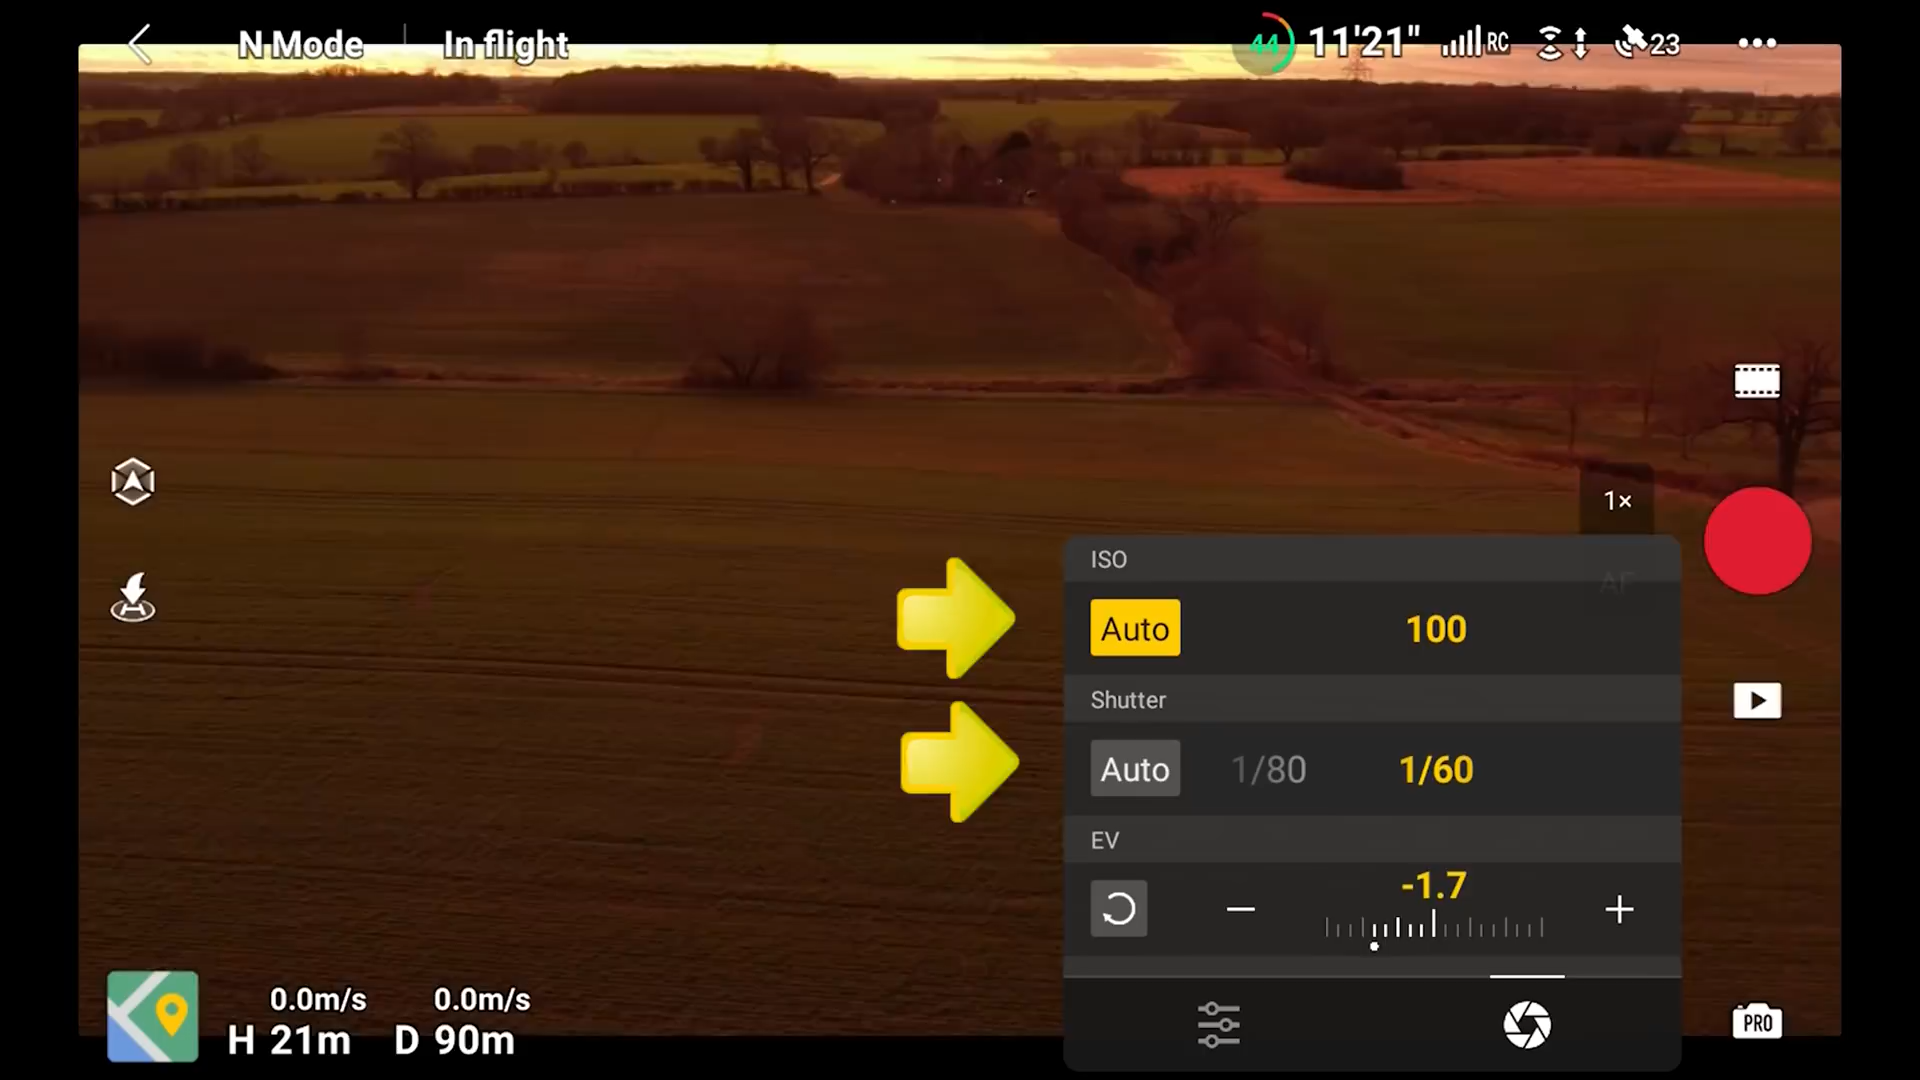 N Mode In flight 44 11'21" RC 23
1×
ISO
AF
Auto 100
Shutter
Auto 1/80 1/60
EV
-1.7
0.0m/s 0.0m/s
H 21m D 90m
PRO